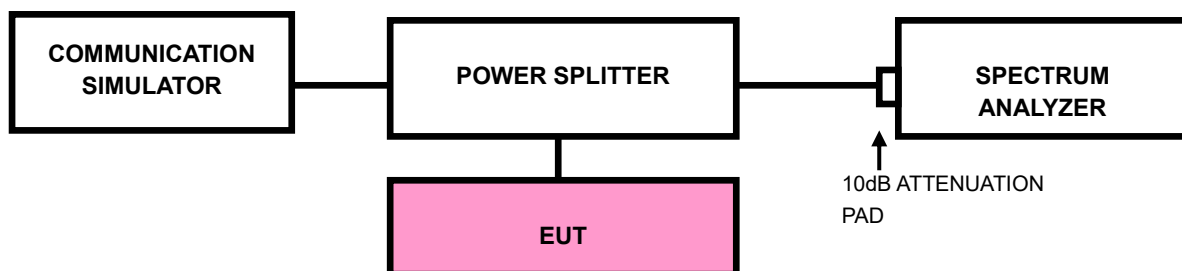 COMMUNICATION
SIMULATOR
POWER SPLITTER
SPECTRUM
ANALYZER
10dB ATTENUATION
PAD
EUT